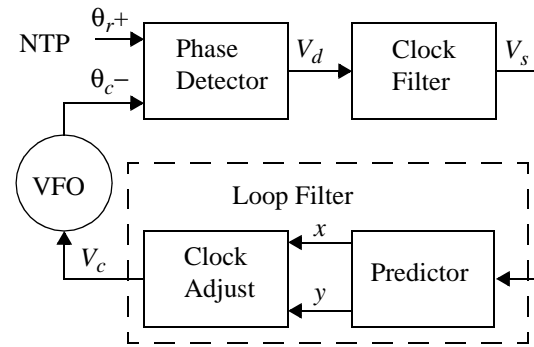 NTP
θr+
θc−
Phase
Detector
Vd
Clock
Filter
Vs
VFO
Loop Filter
Vc
Clock
Adjust
x
y
Predictor